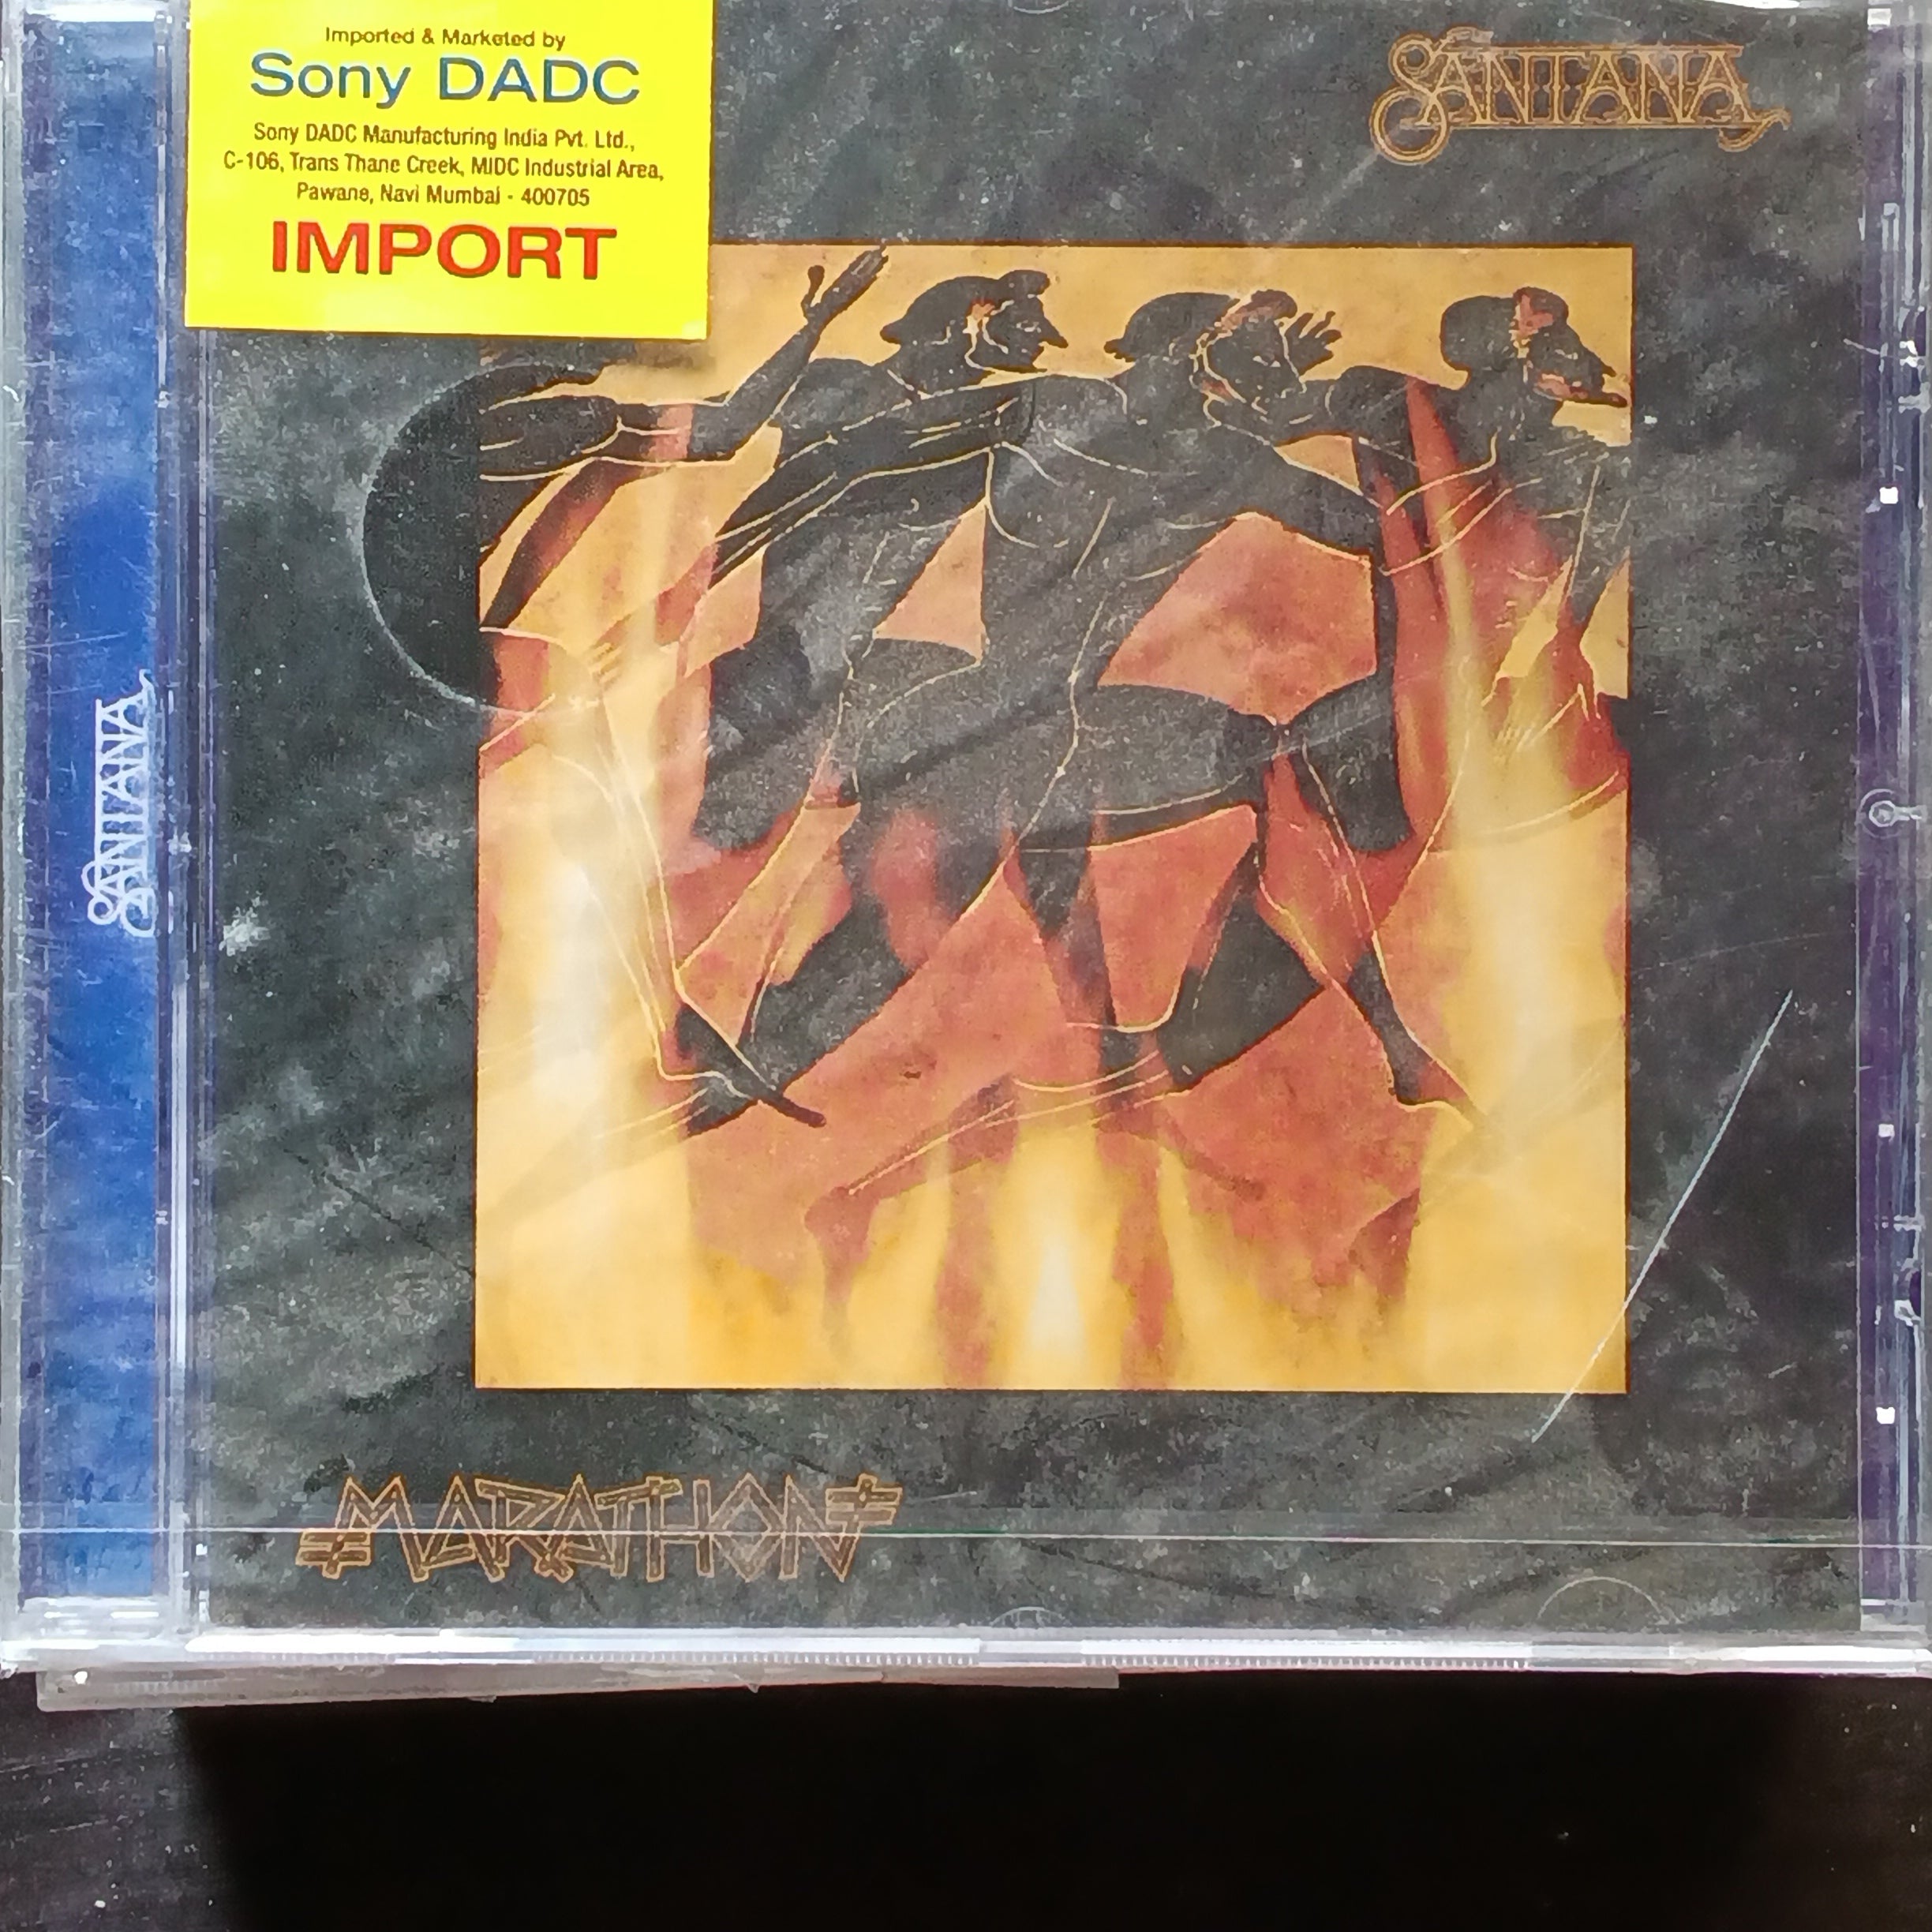 Imported & Marketed by
Sony DADC
Sony DADC Manufacturing India Pvt. Ltd.,
C-106, Trans Thane Creek, MIDC Industrial Area,
Pawane, Navi Mumbai - 400705
IMPORT
SANTANA
SANTANA
MARATHON